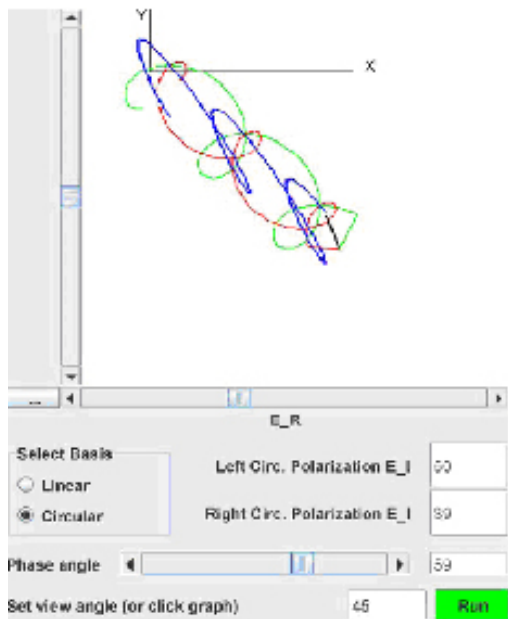 Y
X
...
E_R
Select Basis
Left Circ. Polarization E_l
Linear
Right Circ. Polarization E_l
Circular
Phase angle
59
Set view angle (or click graph)
45
Run